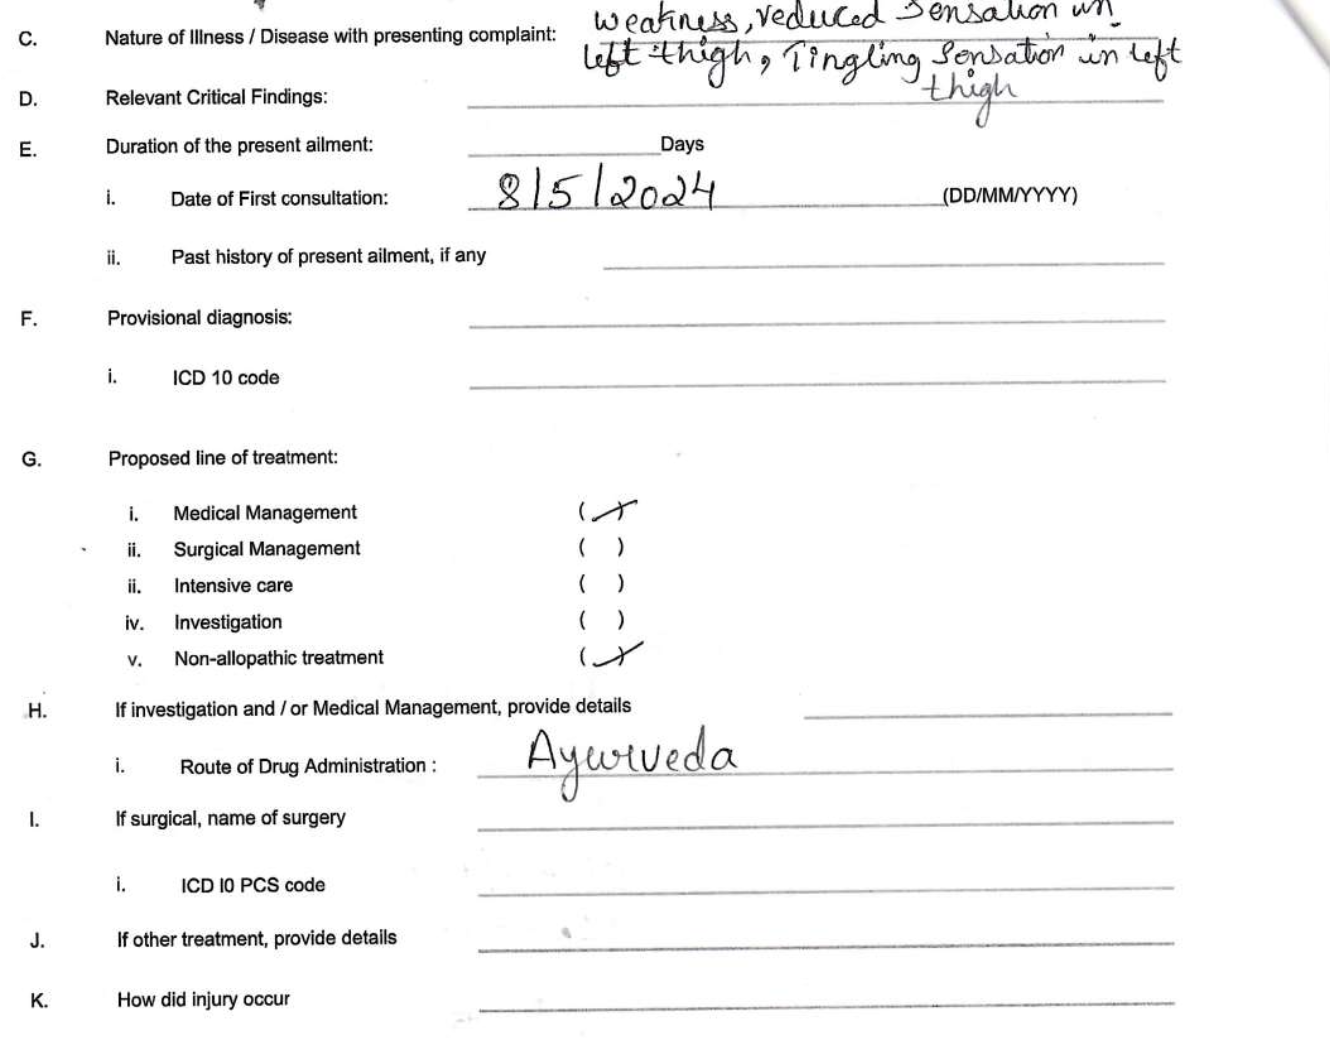 weakness, reduced Sensation in
C. Nature of Illness / Disease with presenting complaint:
left thigh, Tingling Sensation in left
thigh
D. Relevant Critical Findings:
E. Duration of the present ailment: Days
i. Date of First consultation: 8/5/2024 (DD/MM/YYYY)
ii. Past history of present ailment, if any
F. Provisional diagnosis:
i. ICD 10 code
G. Proposed line of treatment:
i. Medical Management (
ii. Surgical Management ( )
ii. Intensive care ( )
iv. Investigation ( )
v. Non-allopathic treatment (
H. If investigation and / or Medical Management, provide details
i. Route of Drug Administration : Ayurveda
I. If surgical, name of surgery
i. ICD I0 PCS code
J. If other treatment, provide details
K. How did injury occur